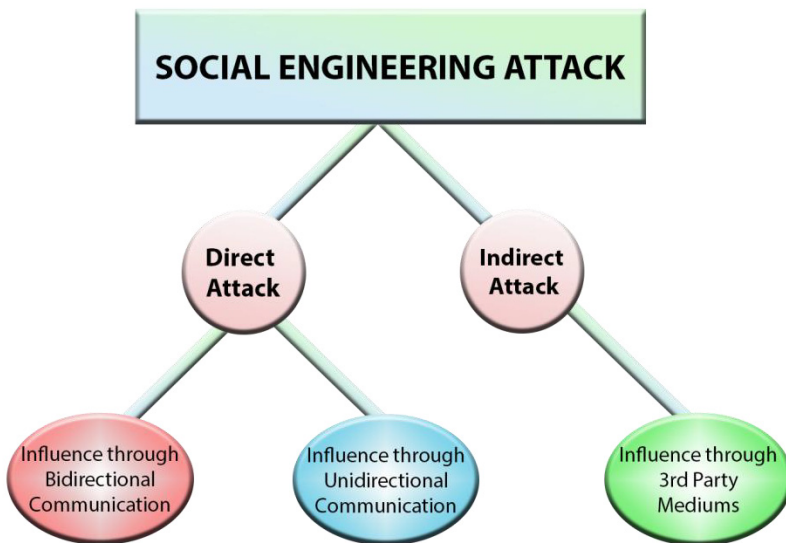 SOCIAL ENGINEERING ATTACK
Direct
Attack
Indirect
Attack
Influence through
Bidirectional
Communication
Influence through
Unidirectional
Communication
Influence through
3rd Party
Mediums